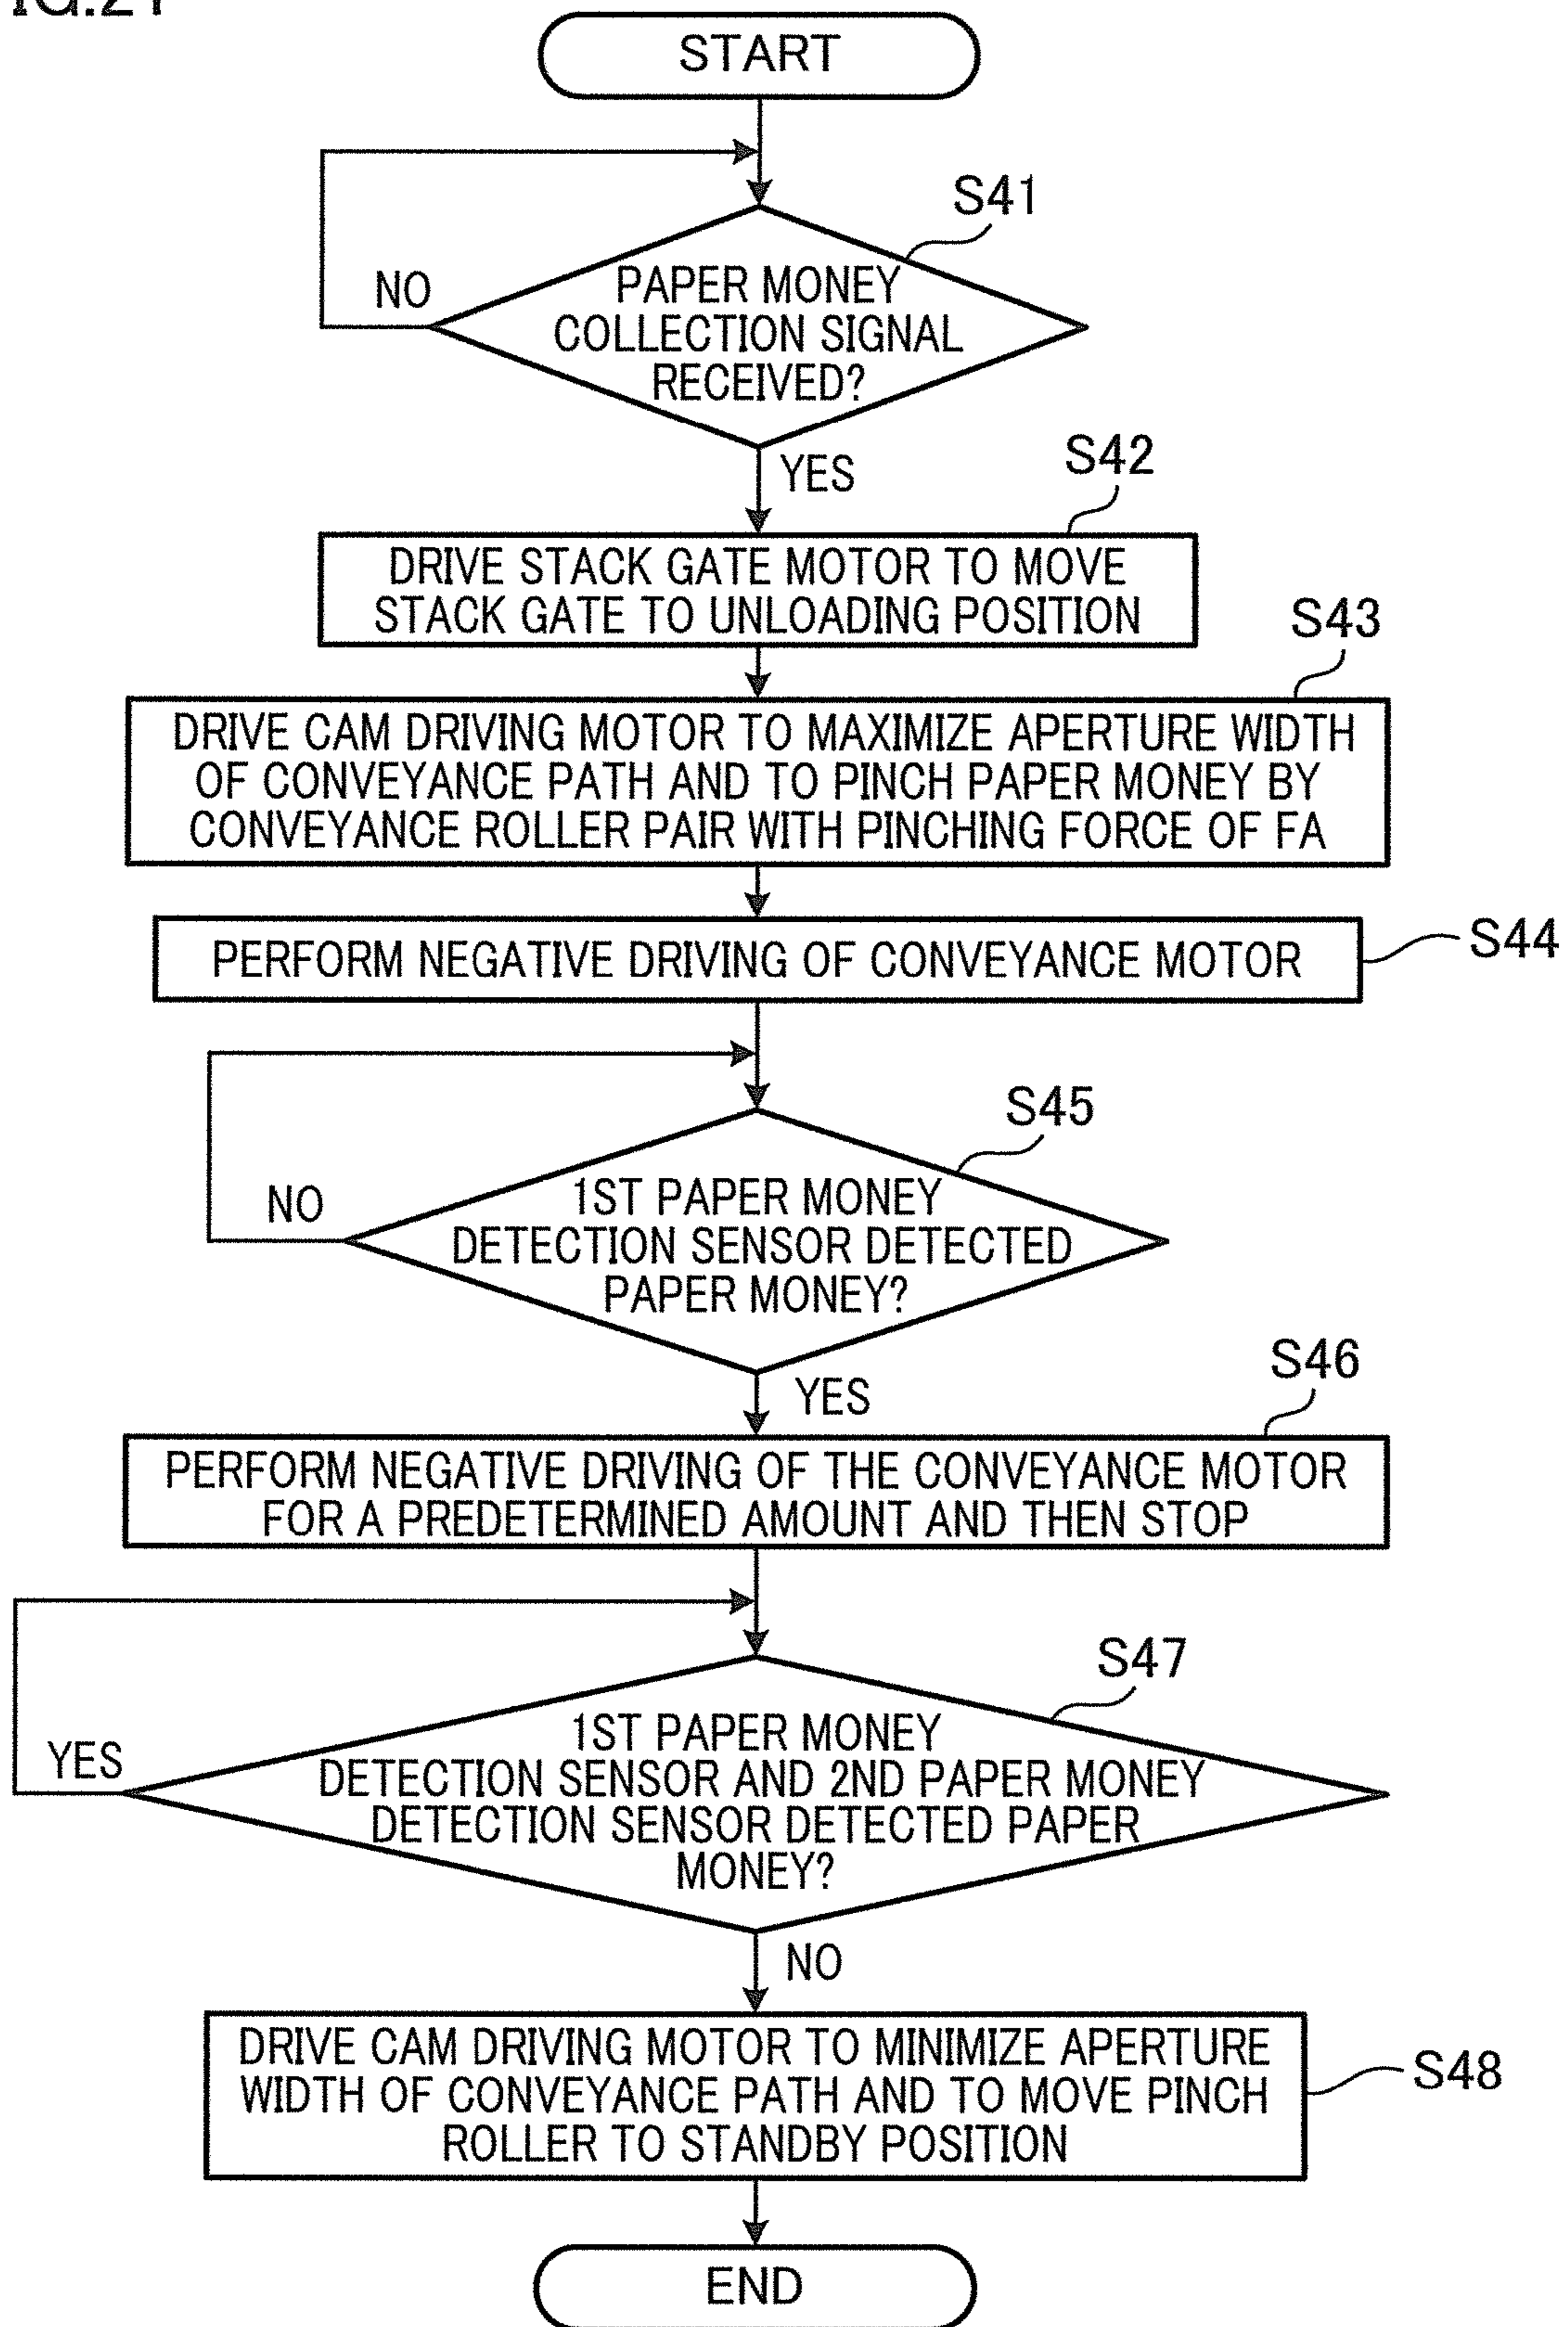 START
S41
NO
PAPER MONEY
COLLECTION SIGNAL
RECEIVED?
YES
S42
DRIVE STACK GATE MOTOR TO MOVE
STACK GATE TO UNLOADING POSITION
S43
DRIVE CAM DRIVING MOTOR TO MAXIMIZE APERTURE WIDTH
OF CONVEYANCE PATH AND TO PINCH PAPER MONEY BY
CONVEYANCE ROLLER PAIR WITH PINCHING FORCE OF FA
PERFORM NEGATIVE DRIVING OF CONVEYANCE MOTOR
S44
S45
NO
1ST PAPER MONEY
DETECTION SENSOR DETECTED
PAPER MONEY?
YES
S46
PERFORM NEGATIVE DRIVING OF THE CONVEYANCE MOTOR
FOR A PREDETERMINED AMOUNT AND THEN STOP
S47
YES
1ST PAPER MONEY
DETECTION SENSOR AND 2ND PAPER MONEY
DETECTION SENSOR DETECTED PAPER
MONEY?
NO
DRIVE CAM DRIVING MOTOR TO MINIMIZE APERTURE
WIDTH OF CONVEYANCE PATH AND TO MOVE PINCH
ROLLER TO STANDBY POSITION
S48
END